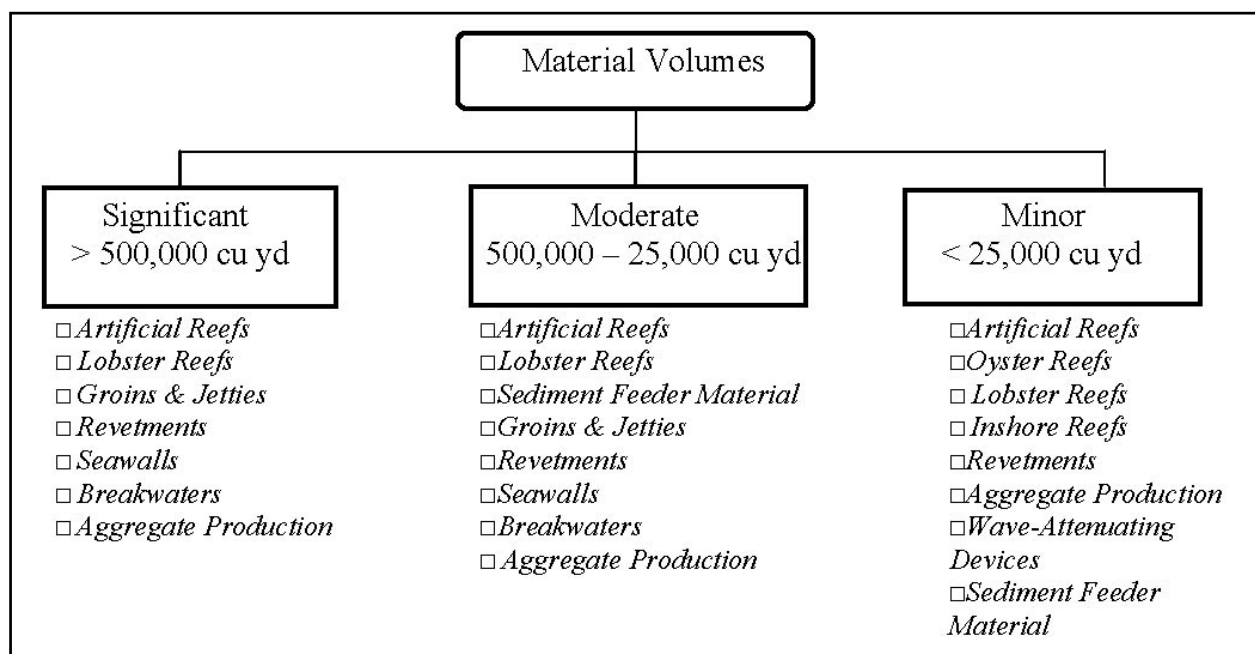 Material Volumes
Significant
> 500,000 cu yd
□ Artificial Reefs
□ Lobster Reefs
□ Groins & Jetties
□ Revetments
□ Seawalls
□ Breakwaters
□ Aggregate Production
Moderate
500,000 – 25,000 cu yd
□Artificial Reefs
□Lobster Reefs
□Sediment Feeder Material
□Groins & Jetties
□Revetments
□Seawalls
□Breakwaters
□ Aggregate Production
Minor
< 25,000 cu yd
□Artificial Reefs
□Oyster Reefs
□ Lobster Reefs
□ Inshore Reefs
□Revetments
□Aggregate Production
□Wave-Attenuating
Devices
□Sediment Feeder
Material